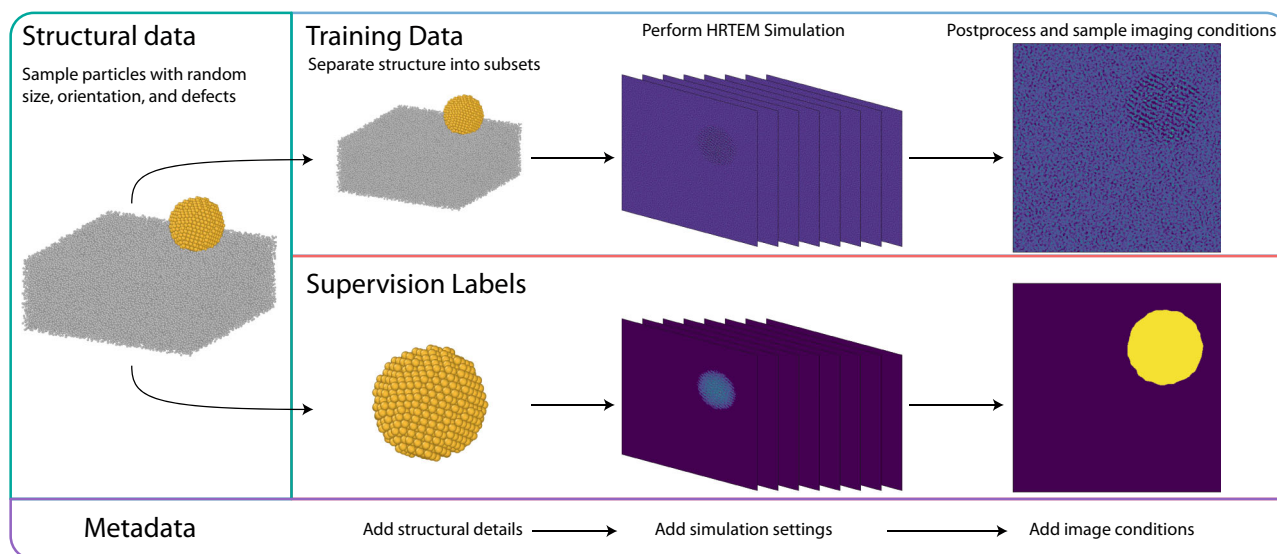 Structural data
Sample particles with random
size, orientation, and defects
Training Data
Separate structure into subsets
Perform HRTEM Simulation
Postprocess and sample imaging conditions
Supervision Labels
Metadata
Add structural details
Add simulation settings
Add image conditions